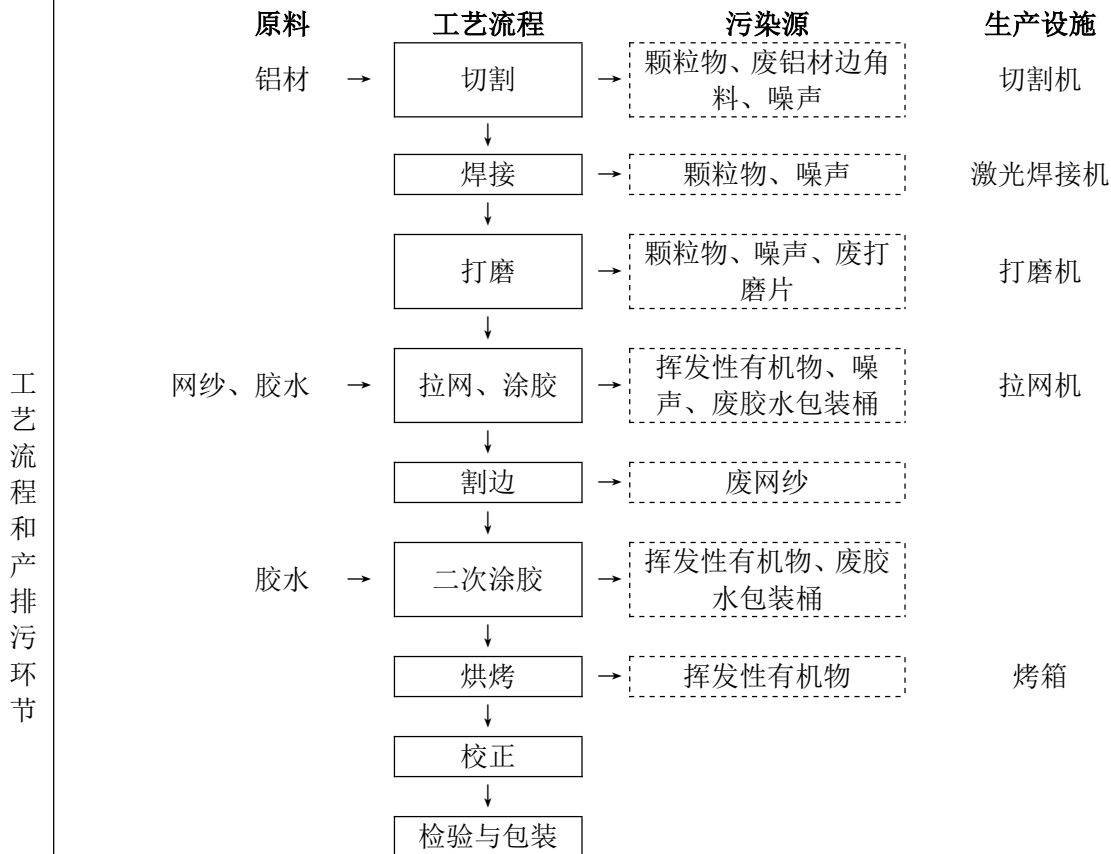 原料 工艺流程 污染源 生产设施
铝材 → 切割 → 颗粒物、废铝材边角
料、噪声 切割机
↓
焊接 → 颗粒物、噪声 激光焊接机
↓
打磨 → 颗粒物、噪声、废打
磨片 打磨机
↓
网纱、胶水 → 拉网、涂胶 → 挥发性有机物、噪
声、废胶水包装桶 拉网机
↓
割边 → 废网纱
↓
胶水 → 二次涂胶 → 挥发性有机物、废胶
水包装桶
↓
烘烤 → 挥发性有机物 烤箱
↓
校正
↓
检验与包装
工
艺
流
程
和
产
排
污
环
节